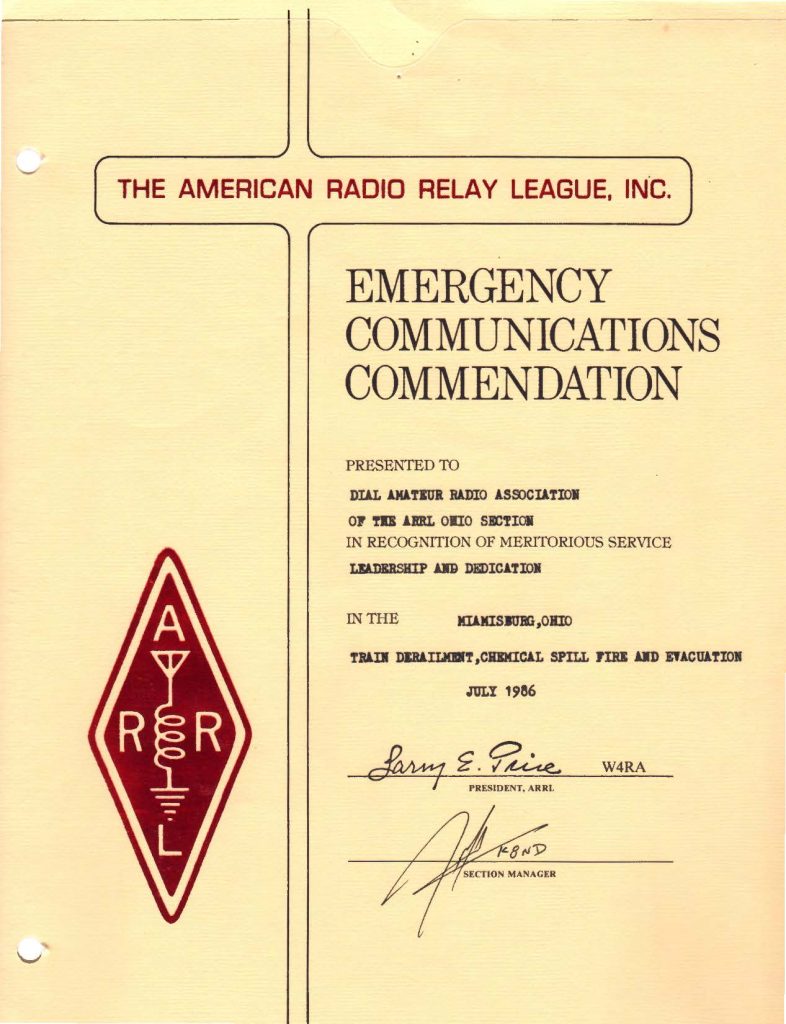 THE AMERICAN RADIO RELAY LEAGUE, INC.
EMERGENCY
COMMUNICATIONS
COMMENDATION
PRESENTED TO
DIAL AMATEUR RADIO ASSOCIATION
OF THE ARRL OHIO SECTION
IN RECOGNITION OF MERITORIOUS SERVICE
LEADERSHIP AND DEDICATION
IN THE MIAMISBURG,OHIO
TRAIN DERAILMENT,CHEMICAL SPILL FIRE AND EVACUATION
JULY 1986
Larry E. Price W4RA
PRESIDENT, ARRL
K8ND
SECTION MANAGER
A
R R
L